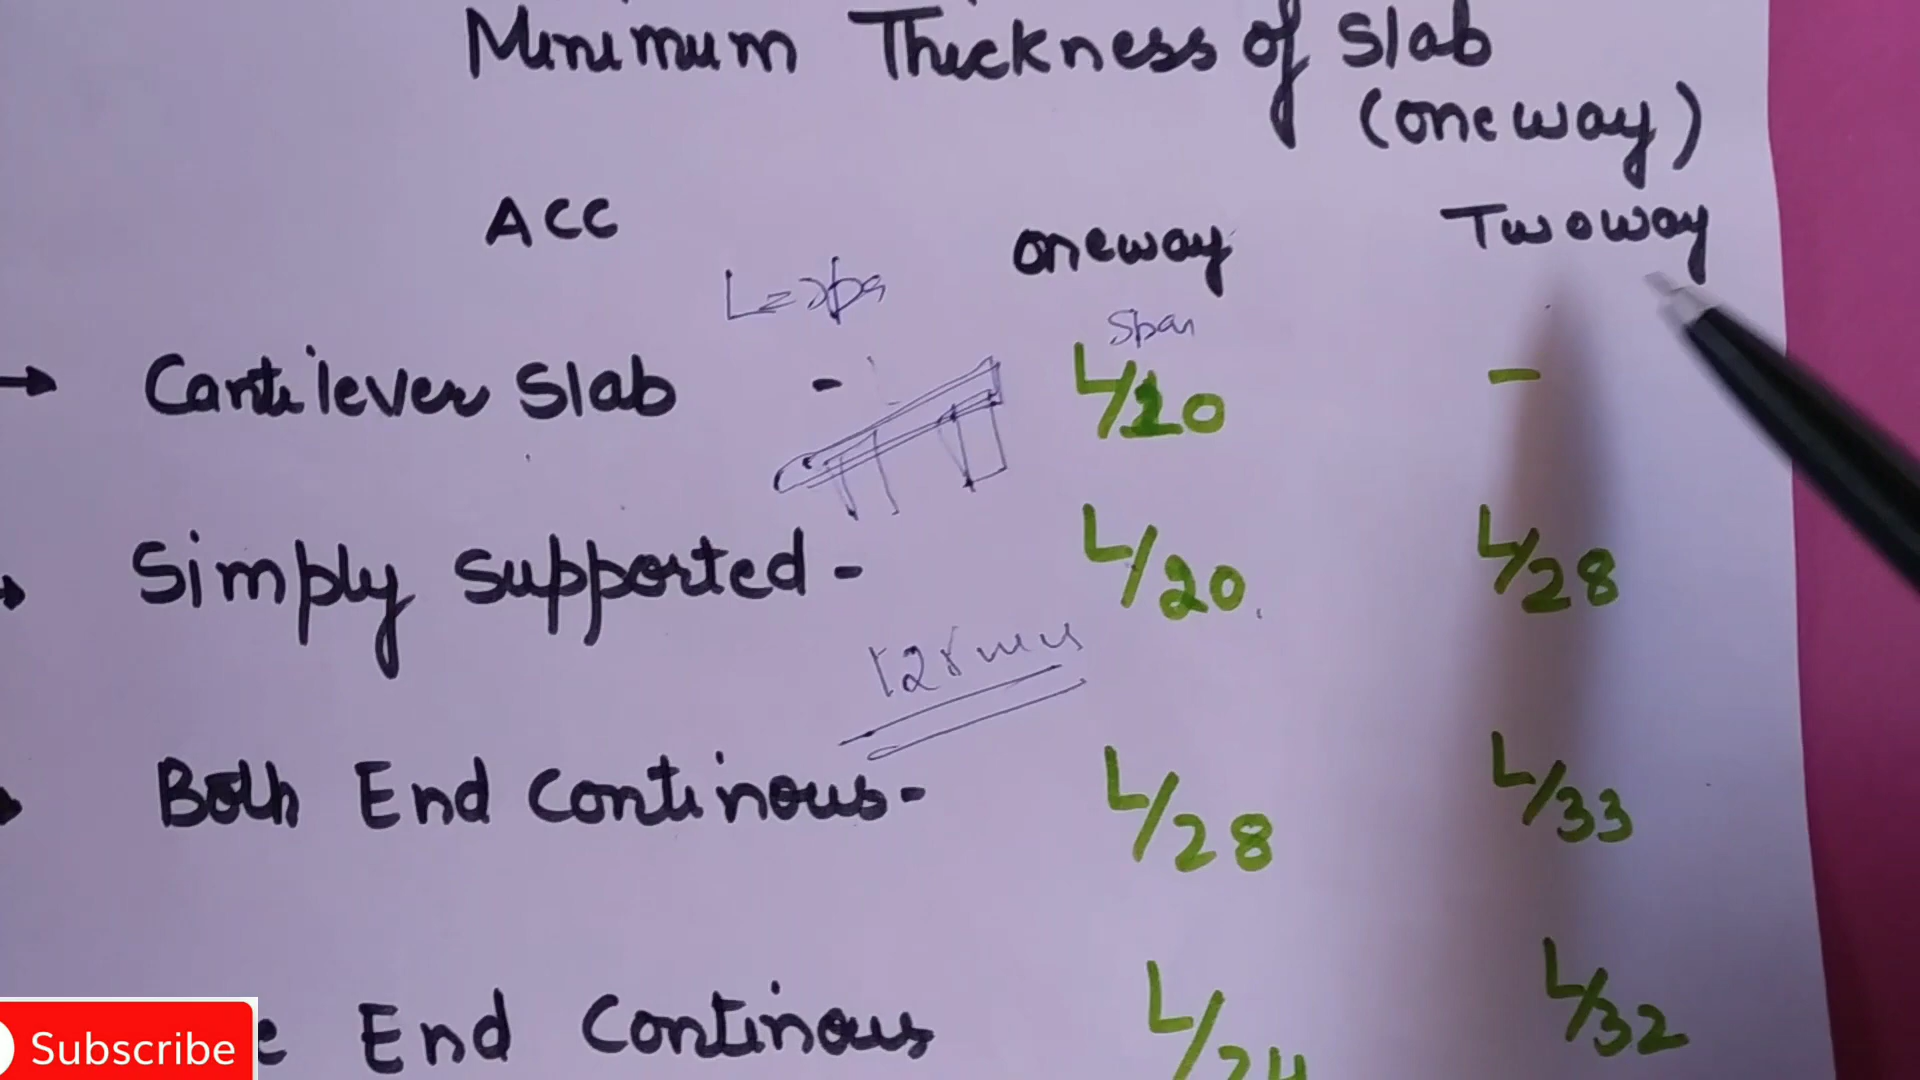 Minimum Thickness of Slab
(one way)
ACC
oneway
Twoway
Span
Cantilever Slab - L/10 -
Simply supported - L/20 L/28
128mm
Both End Continous- L/28 L/33
End Continous L/24 L/32
Subscribe